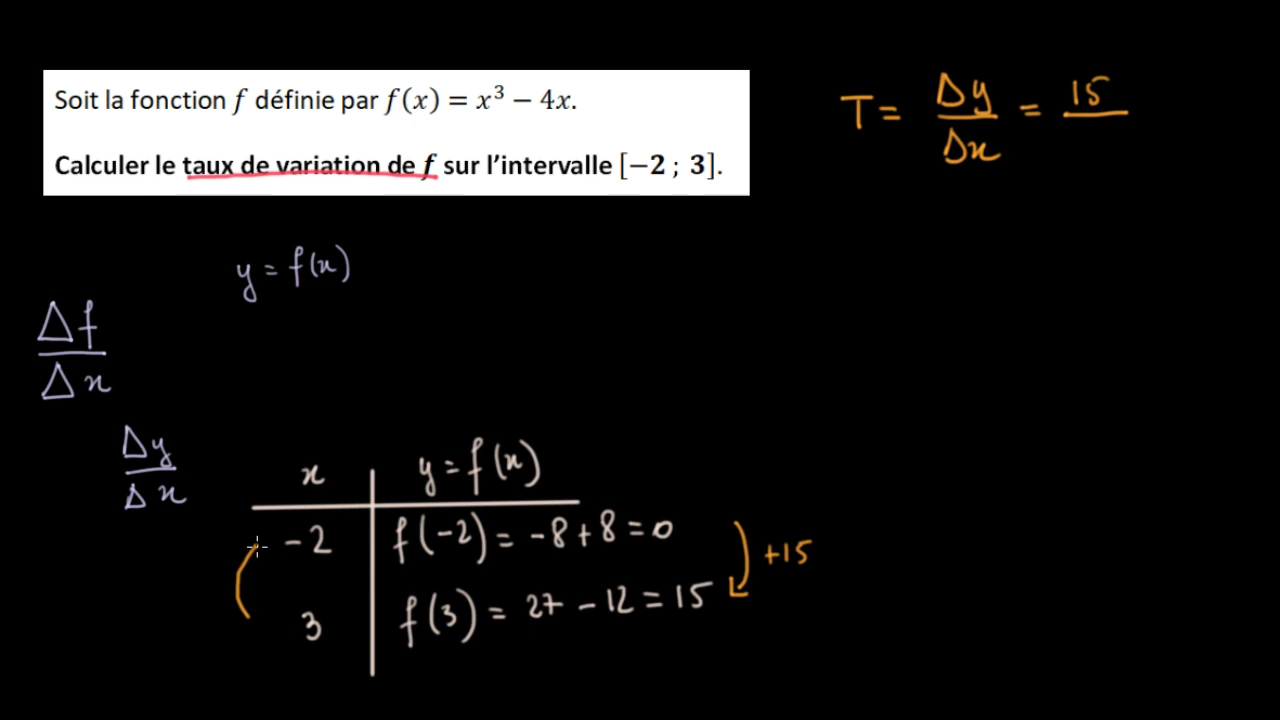 Soit la fonction f définie par f(x) = x³ − 4x.
Calculer le taux de variation de f sur l'intervalle [−2 ; 3].
T = Δy/Δx = 15
y = f(x)
Δf/Δx
Δy/Δx
x y = f(x)
-2 f(-2) = -8+8 = 0
+15
3 f(3) = 27 - 12 = 15